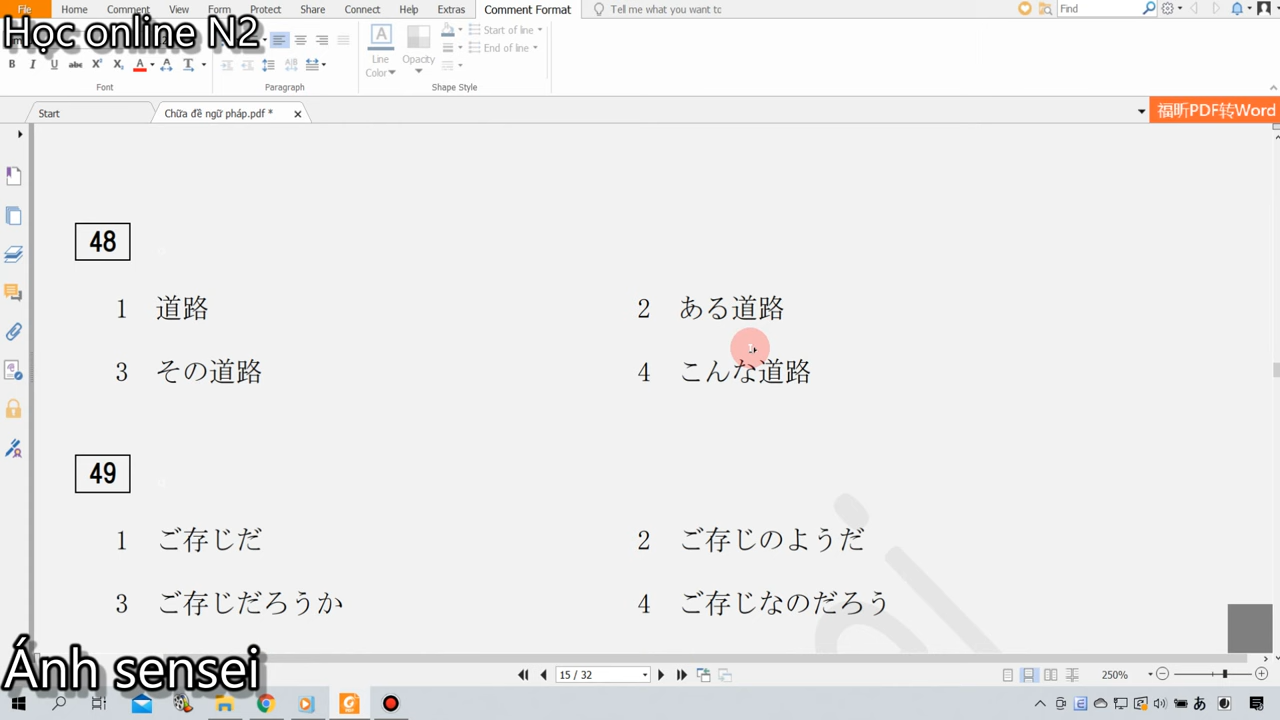 File Home Comment View Form Protect Share Connect Help Extras Comment Format Tell me what you want tc Find
Học online N2
Line Color Opacity Start of line End of line
Font Paragraph Shape Style
Start Chữa đề ngữ pháp.pdf * 福昕PDF转Word
48
1 道路 2 ある道路
3 その道路 4 こんな道路
49
1 ご存じだ 2 ご存じのようだ
3 ご存じだろうか 4 ご存じなのだろう
Ánh sensei
15 / 32 250%